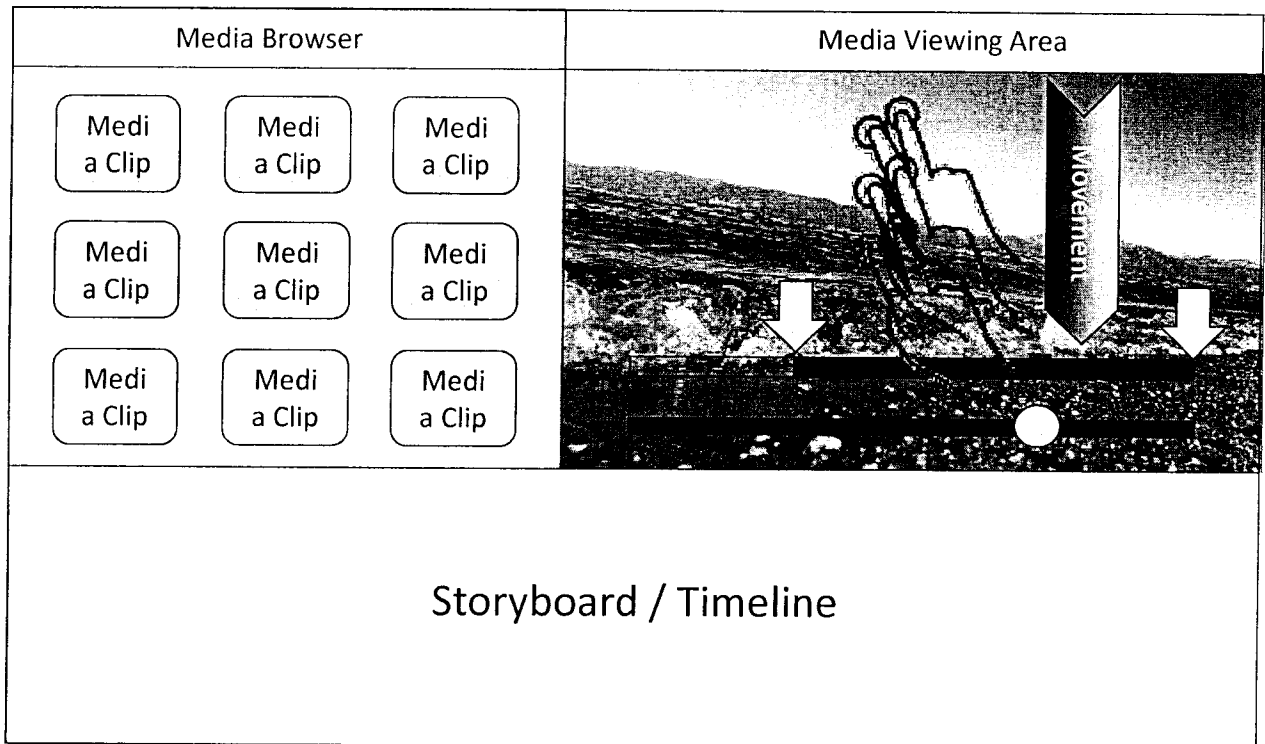 Media Browser
Media Viewing Area
Medi
a Clip
Medi
a Clip
Medi
a Clip
Medi
a Clip
Medi
a Clip
Medi
a Clip
Medi
a Clip
Medi
a Clip
Medi
a Clip
Movement
Storyboard / Timeline